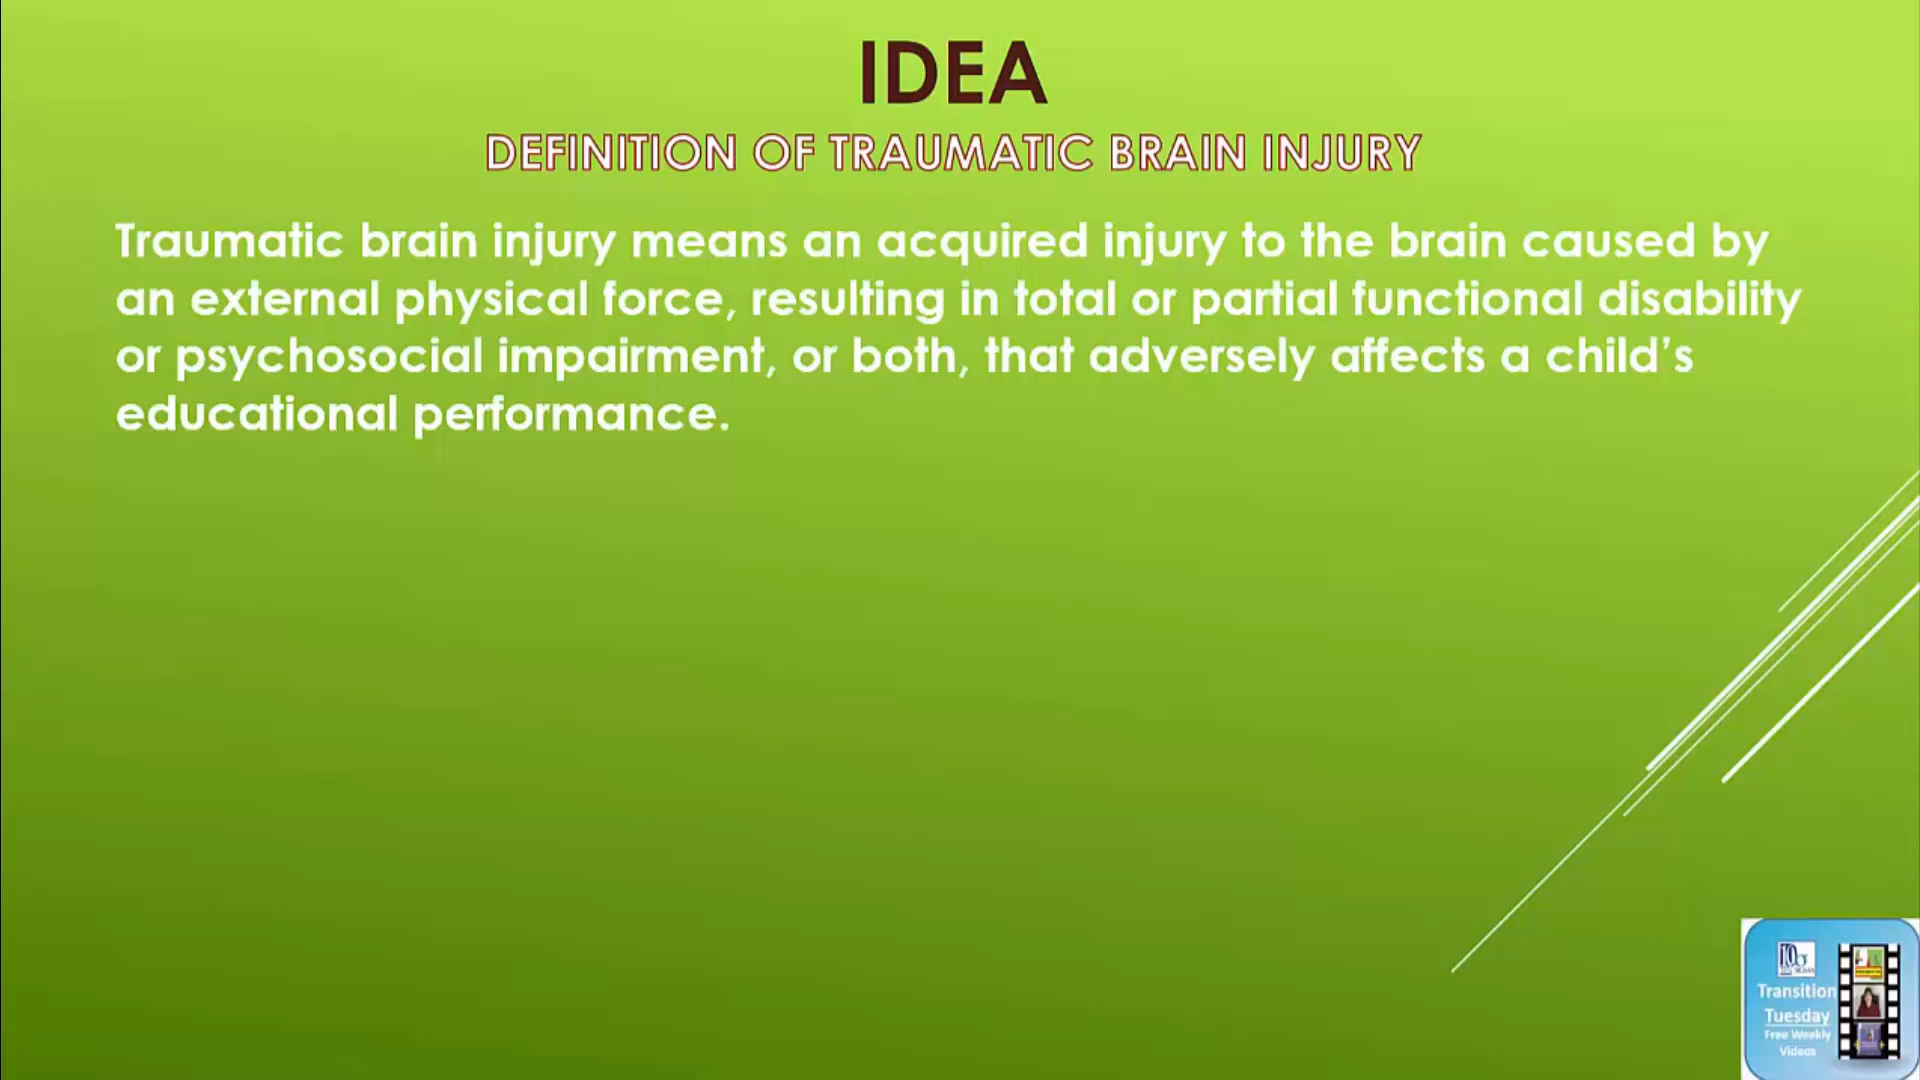 IDEA
DEFINITION OF TRAUMATIC BRAIN INJURY
Traumatic brain injury means an acquired injury to the brain caused by
an external physical force, resulting in total or partial functional disability
or psychosocial impairment, or both, that adversely affects a child’s
educational performance.
Transition
Tuesday
Free Weekly
Videos